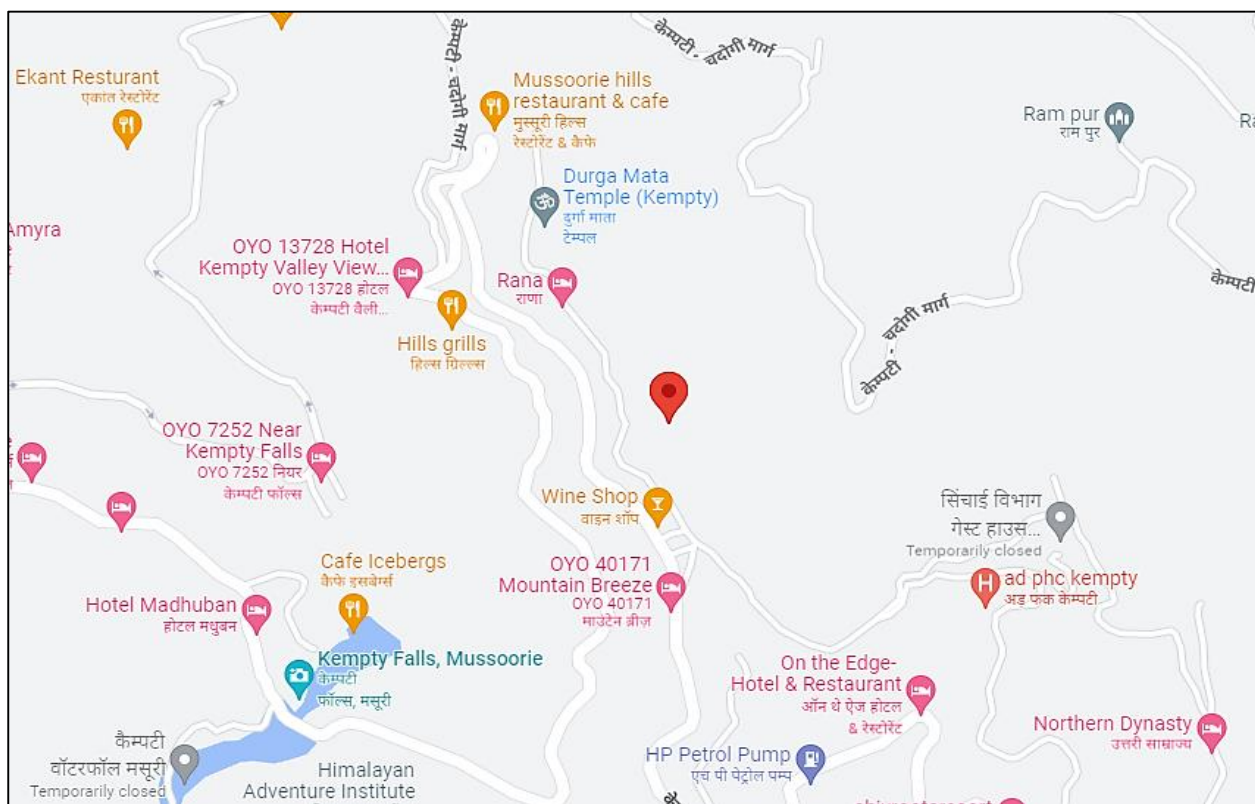 Ekant Resturant
एकांत रेस्टोरेंट
केम्पटी - चदोगी मार्ग
Mussoorie hills
restaurant & cafe
मुस्सूरी हिल्स
रेस्टोरेंट & कैफे
केम्पटी - चदोगी मार्ग
Ram pur
राम पुर
Durga Mata
Temple (Kempty)
दुर्गा माता
टेम्पल
Amyra
OYO 13728 Hotel
Kempty Valley View...
OYO 13728 होटल
केम्पटी वैली...
Rana
राणा
केम्पटी
केम्पटी - चदोगी मार्ग
Hills grills
हिल्स ग्रिल्ल्स
OYO 7252 Near
Kempty Falls
OYO 7252 नियर
केम्पटी फॉल्स
Wine Shop
वाइन शॉप
सिंचाई विभाग
गेस्ट हाउस...
Temporarily closed
Cafe Icebergs
कैफे इसबेर्ग्स
OYO 40171
Mountain Breeze
OYO 40171
माउंटेन ब्रीज़
ad phc kempty
अड फक केम्पटी
Hotel Madhuban
होटल मधुबन
Kempty Falls, Mussoorie
केम्पटी
फॉल्स, मसूरी
On the Edge-
Hotel & Restaurant
ऑन थे ऐज होटल
& रेस्टोरेंट
Northern Dynasty
उत्तरी साम्राज्य
कैम्पटी
वॉटरफॉल मसूरी
Temporarily closed
HP Petrol Pump
एच पी पेट्रोल पम्प
Himalayan
Adventure Institute